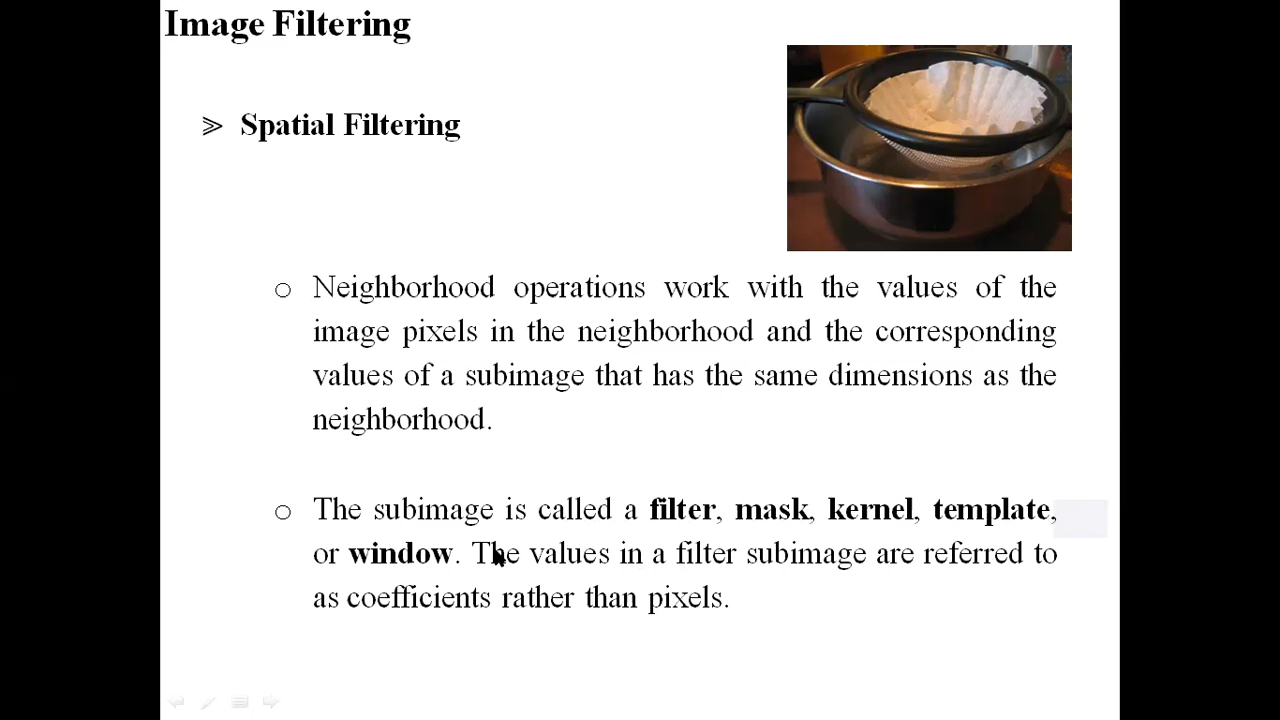 Image Filtering
⪢ Spatial Filtering
o Neighborhood operations work with the values of the
image pixels in the neighborhood and the corresponding
values of a subimage that has the same dimensions as the
neighborhood.
o The subimage is called a filter, mask, kernel, template,
or window. The values in a filter subimage are referred to
as coefficients rather than pixels.